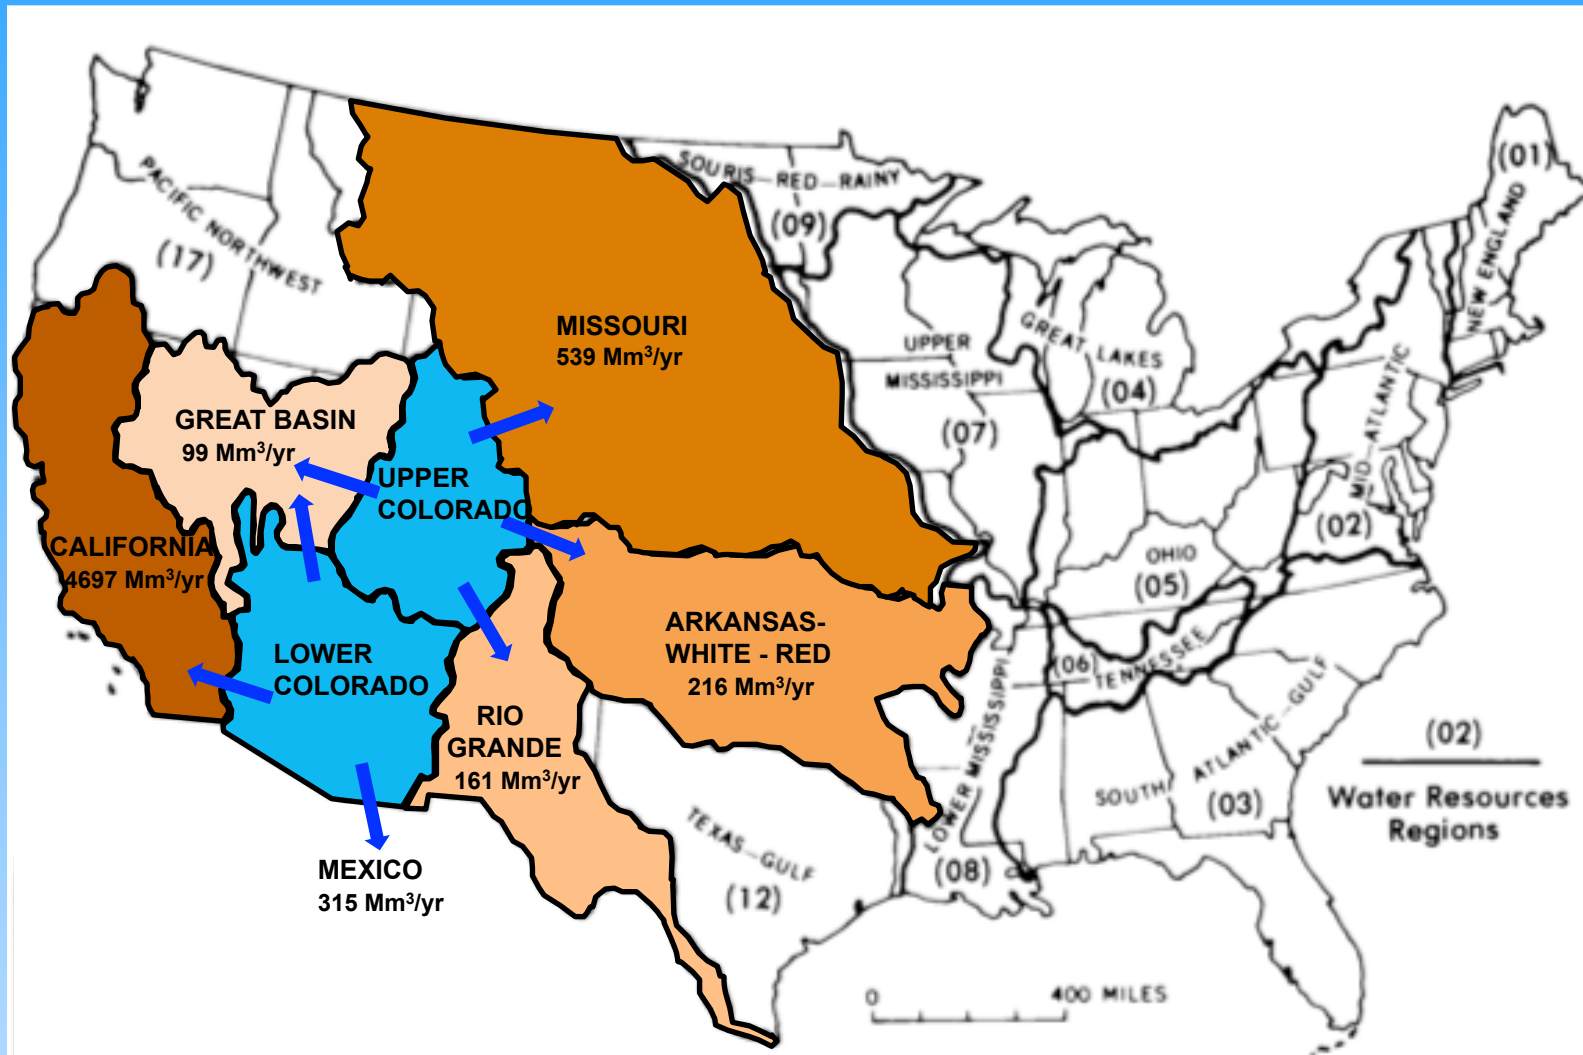 (01)
NEW ENGLAND
SOURIS-RED-RAINY
(09)
PACIFIC NORTHWEST
(17)
MISSOURI
539 Mm³/yr
UPPER
MISSISSIPPI
(07)
GREAT LAKES
(04)
MID-ATLANTIC
(02)
GREAT BASIN
99 Mm³/yr
UPPER
COLORADO
CALIFORNIA
4697 Mm³/yr
OHIO
(05)
ARKANSAS-
WHITE - RED
216 Mm³/yr
(06)
TENNESSEE
LOWER
COLORADO
RIO
GRANDE
161 Mm³/yr
LOWER MISSISSIPPI
(08)
SOUTH ATLANTIC-GULF
(03)
(02)
Water Resources
Regions
TEXAS-GULF
(12)
MEXICO
315 Mm³/yr
0 400 MILES